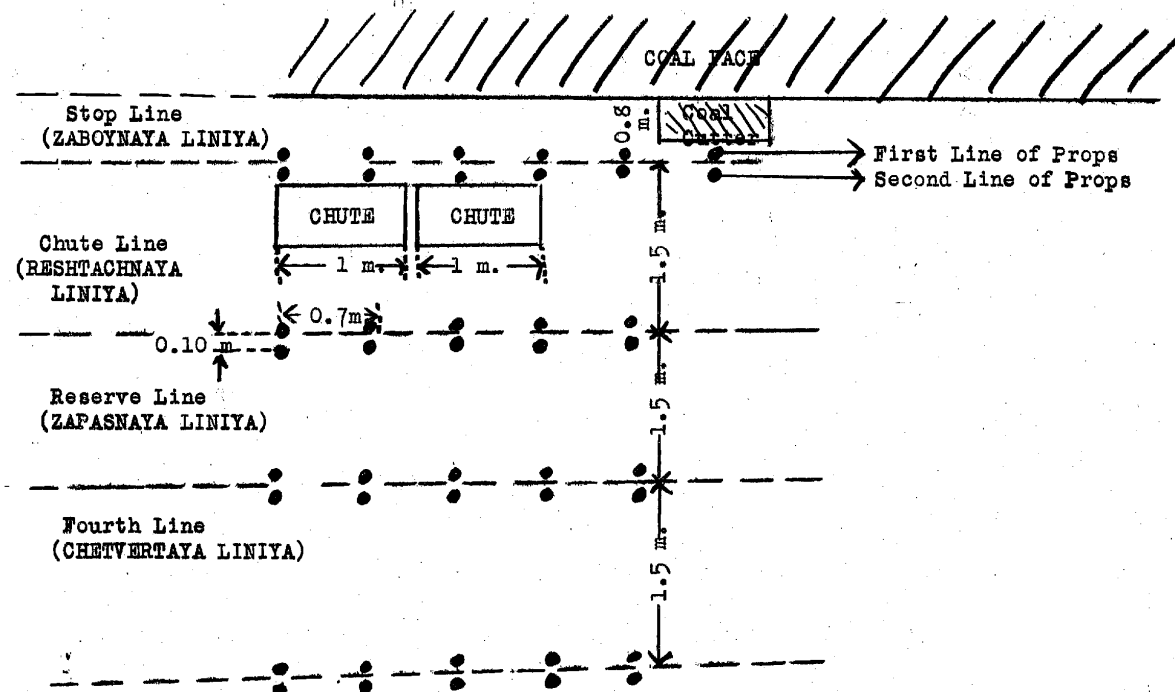 COAL FACE
Stop Line
(ZABOYNAYA LINIYA)
0.8 m.
Coal
Cutter
First Line of Props
Second Line of Props
CHUTE
CHUTE
Chute Line
(RESHTACHNAYA
LINIYA)
1 m.
1 m.
1.5 m.
0.7m
0.10 m
Reserve Line
(ZAPASNAYA LINIYA)
1.5 m.
Fourth Line
(CHETVERTAYA LINIYA)
1.5 m.